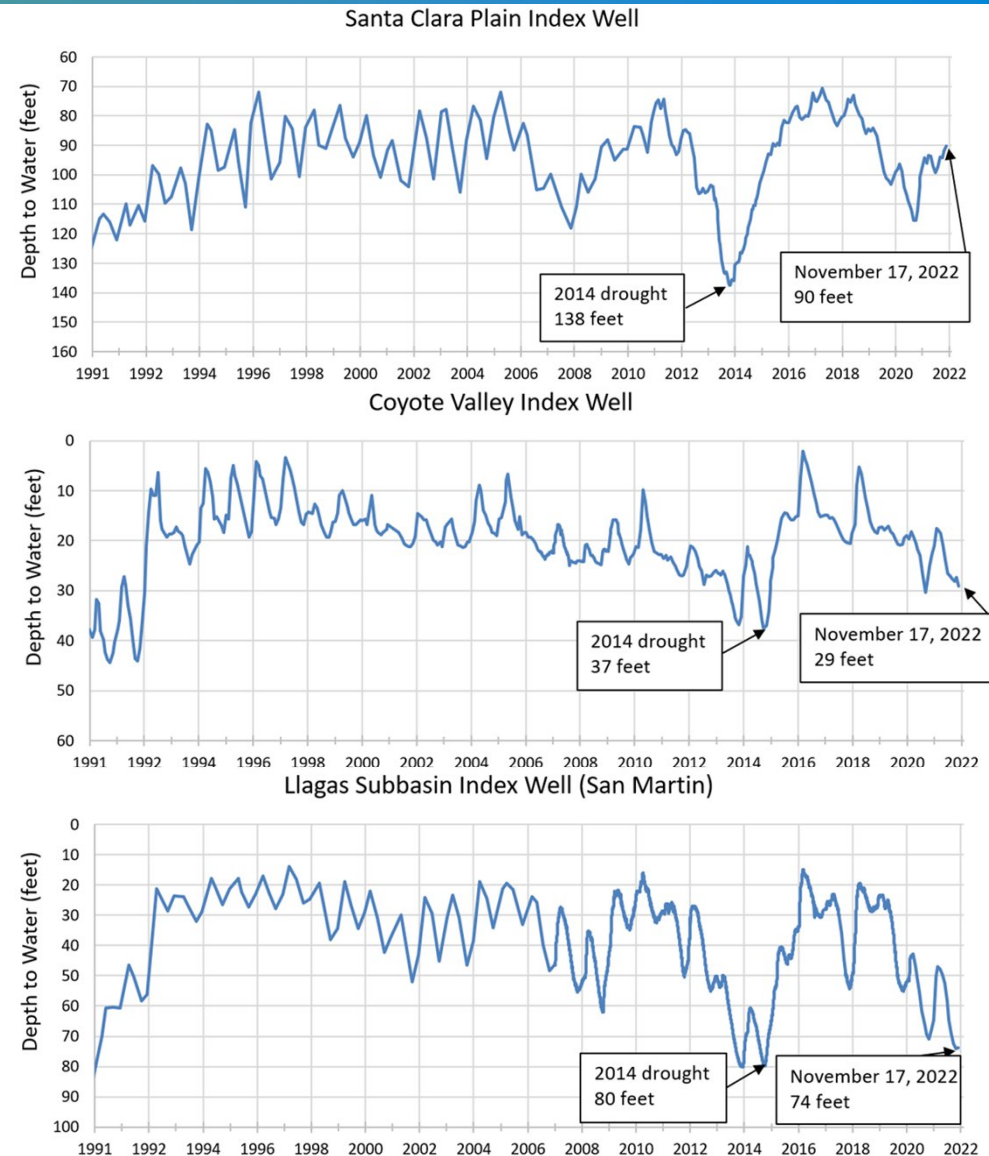 Santa Clara Plain Index Well
Depth to Water (feet)
60
70
80
90
100
110
120
130
140
150
160
2014 drought
138 feet
November 17, 2022
90 feet
1991 1992 1994 1996 1998 2000 2002 2004 2006 2008 2010 2012 2014 2016 2018 2020 2022
Coyote Valley Index Well
Depth to Water (feet)
0
10
20
30
40
50
60
2014 drought
37 feet
November 17, 2022
29 feet
1991 1992 1994 1996 1998 2000 2002 2004 2006 2008 2010 2012 2014 2016 2018 2020 2022
Llagas Subbasin Index Well (San Martin)
Depth to Water (feet)
0
10
20
30
40
50
60
70
80
90
100
2014 drought
80 feet
November 17, 2022
74 feet
1991 1992 1994 1996 1998 2000 2002 2004 2006 2008 2010 2012 2014 2016 2018 2020 2022